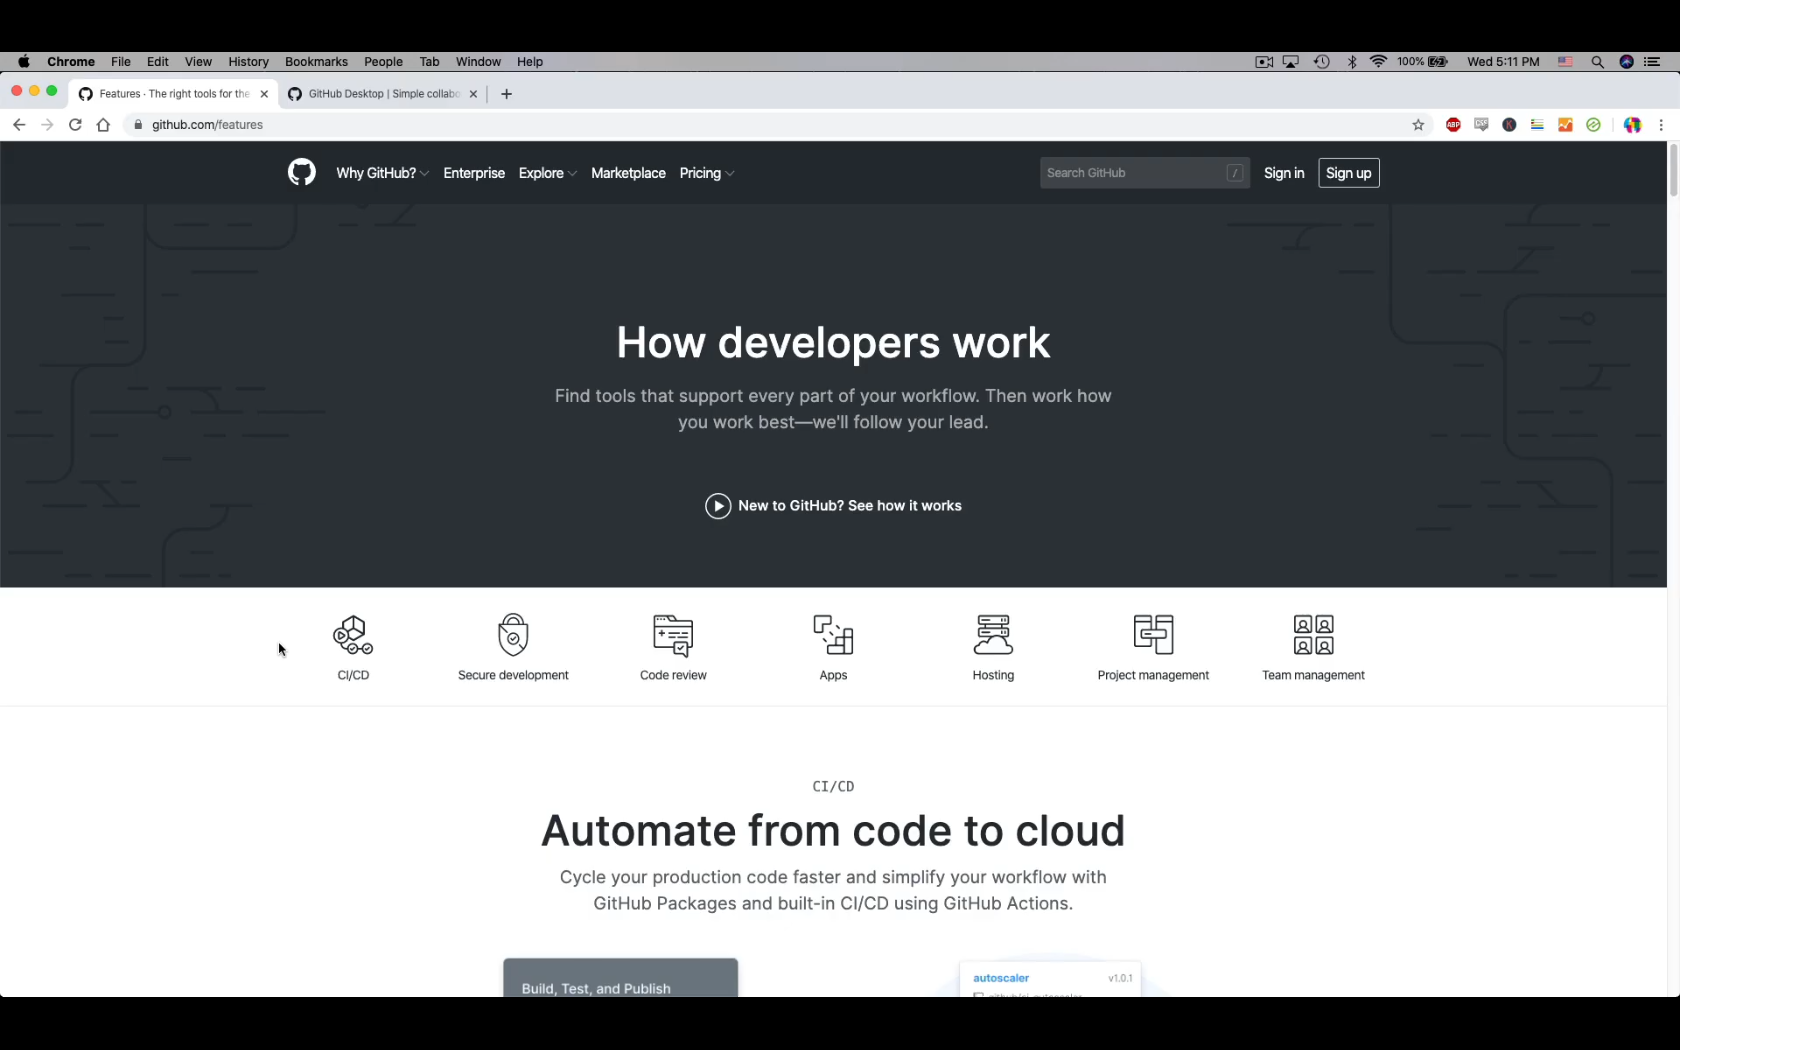 Chrome File Edit View History Bookmarks People Tab Window Help 100% Wed 5:11 PM
Features · The right tools for the GitHub Desktop | Simple collabo
github.com/features ABP
Why GitHub? Enterprise Explore Marketplace Pricing Search GitHub / Sign in Sign up
How developers work
Find tools that support every part of your workflow. Then work how
you work best—we'll follow your lead.
New to GitHub? See how it works
CI/CD Secure development Code review Apps Hosting Project management Team management
CI/CD
Automate from code to cloud
Cycle your production code faster and simplify your workflow with
GitHub Packages and built-in CI/CD using GitHub Actions.
autoscaler v1.0.1
Build, Test, and Publish